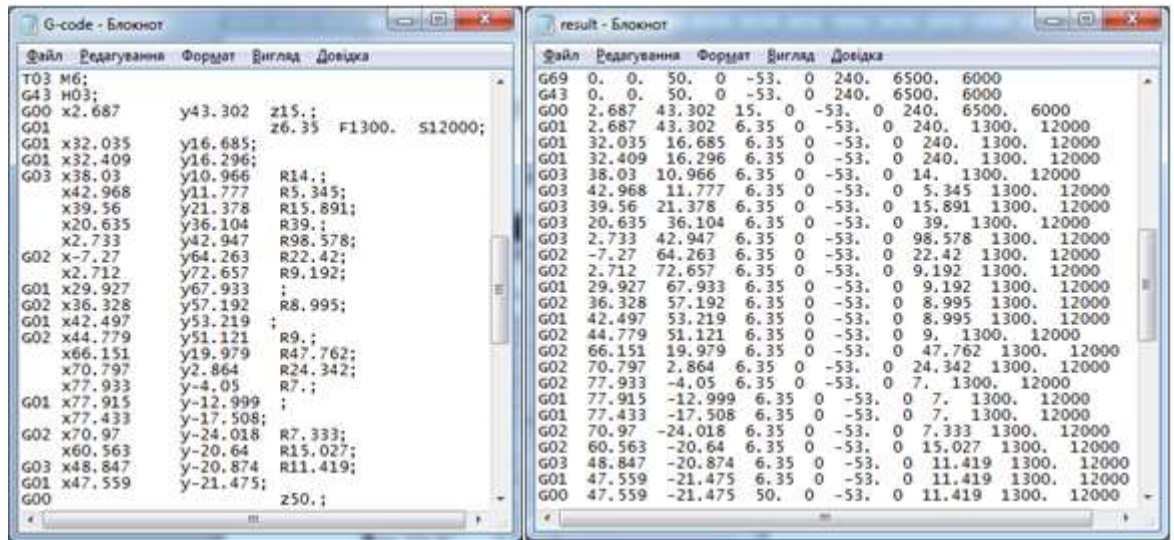 G-code - Блокнот
Файл Редагування Формат Вигляд Довідка
T03 M6;
G43 H03;
G00 x2.687 y43.302 z15.;
G01 z6.35 F1300. S12000;
G01 x32.035 y16.685;
G01 x32.409 y16.296;
G03 x38.03 y10.966 R14.;
x42.968 y11.777 R5.345;
x39.56 y21.378 R15.891;
x20.635 y36.104 R39.;
x2.733 y42.947 R98.578;
G02 x-7.27 y64.263 R22.42;
x2.712 y72.657 R9.192;
G01 x29.927 y67.933 ;
G02 x36.328 y57.192 R8.995;
G01 x42.497 y53.219 ;
G02 x44.779 y51.121 R9.;
x66.151 y19.979 R47.762;
x70.797 y2.864 R24.342;
x77.933 y-4.05 R7.;
G01 x77.915 y-12.999 ;
x77.433 y-17.508;
G02 x70.97 y-24.018 R7.333;
x60.563 y-20.64 R15.027;
G03 x48.847 y-20.874 R11.419;
G01 x47.559 y-21.475;
G00 z50.;
result - Блокнот
Файл Редагування Формат Вигляд Довідка
G69 0. 0. 50. 0 -53. 0 240. 6500. 6000
G43 0. 0. 50. 0 -53. 0 240. 6500. 6000
G00 2.687 43.302 15. 0 -53. 0 240. 6500. 6000
G01 2.687 43.302 6.35 0 -53. 0 240. 1300. 12000
G01 32.035 16.685 6.35 0 -53. 0 240. 1300. 12000
G01 32.409 16.296 6.35 0 -53. 0 240. 1300. 12000
G03 38.03 10.966 6.35 0 -53. 0 14. 1300. 12000
G03 42.968 11.777 6.35 0 -53. 0 5.345 1300. 12000
G03 39.56 21.378 6.35 0 -53. 0 15.891 1300. 12000
G03 20.635 36.104 6.35 0 -53. 0 39. 1300. 12000
G03 2.733 42.947 6.35 0 -53. 0 98.578 1300. 12000
G02 -7.27 64.263 6.35 0 -53. 0 22.42 1300. 12000
G02 2.712 72.657 6.35 0 -53. 0 9.192 1300. 12000
G01 29.927 67.933 6.35 0 -53. 0 9.192 1300. 12000
G02 36.328 57.192 6.35 0 -53. 0 8.995 1300. 12000
G01 42.497 53.219 6.35 0 -53. 0 8.995 1300. 12000
G02 44.779 51.121 6.35 0 -53. 0 9. 1300. 12000
G02 66.151 19.979 6.35 0 -53. 0 47.762 1300. 12000
G02 70.797 2.864 6.35 0 -53. 0 24.342 1300. 12000
G02 77.933 -4.05 6.35 0 -53. 0 7. 1300. 12000
G01 77.915 -12.999 6.35 0 -53. 0 7. 1300. 12000
G01 77.433 -17.508 6.35 0 -53. 0 7. 1300. 12000
G02 70.97 -24.018 6.35 0 -53. 0 7.333 1300. 12000
G02 60.563 -20.64 6.35 0 -53. 0 15.027 1300. 12000
G03 48.847 -20.874 6.35 0 -53. 0 11.419 1300. 12000
G01 47.559 -21.475 6.35 0 -53. 0 11.419 1300. 12000
G00 47.559 -21.475 50. 0 -53. 0 11.419 1300. 12000